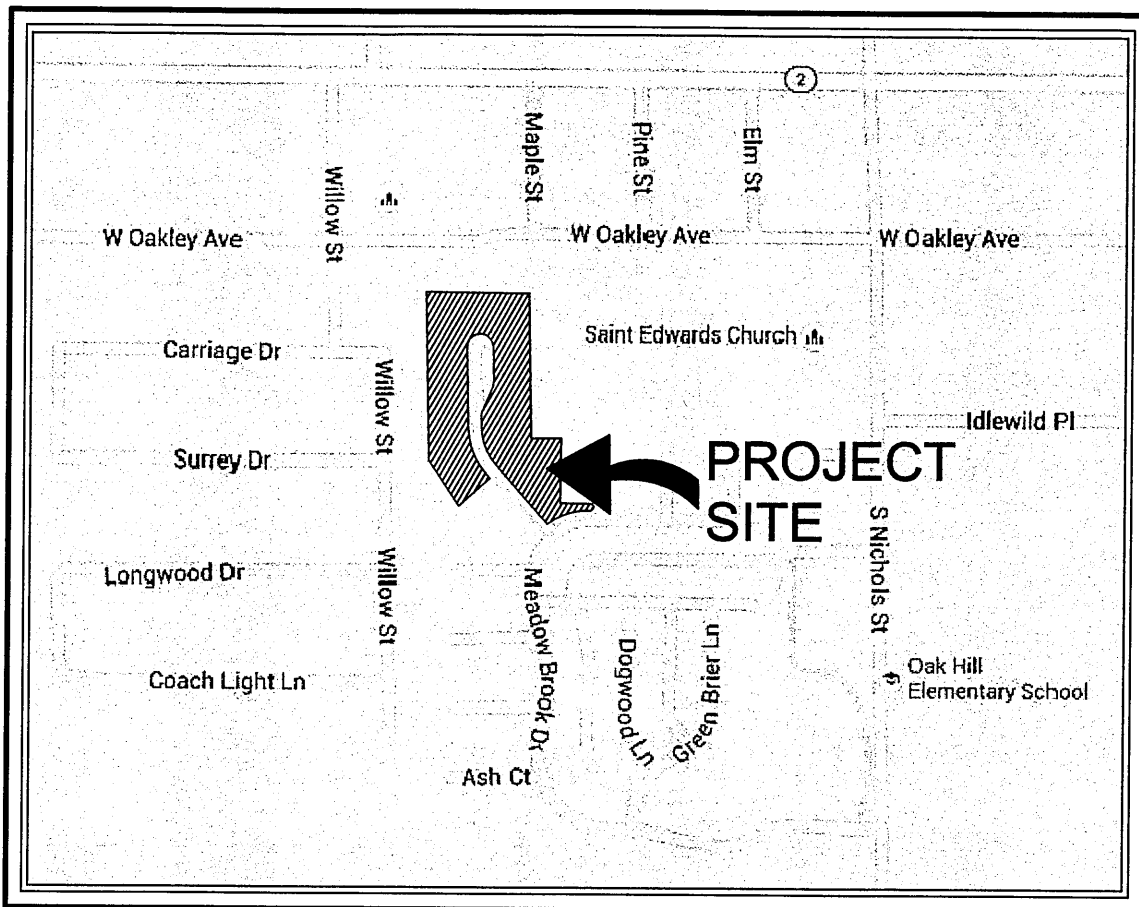 2
Maple St
Pine St
Elm St
Willow St
W Oakley Ave
W Oakley Ave
W Oakley Ave
Saint Edwards Church
Carriage Dr
Willow St
Idlewild Pl
Surrey Dr
PROJECT
SITE
S Nichols St
Longwood Dr
Willow St
Meadow Brook Dr
Dogwood Ln
Green Brier Ln
Oak Hill
Elementary School
Coach Light Ln
Ash Ct